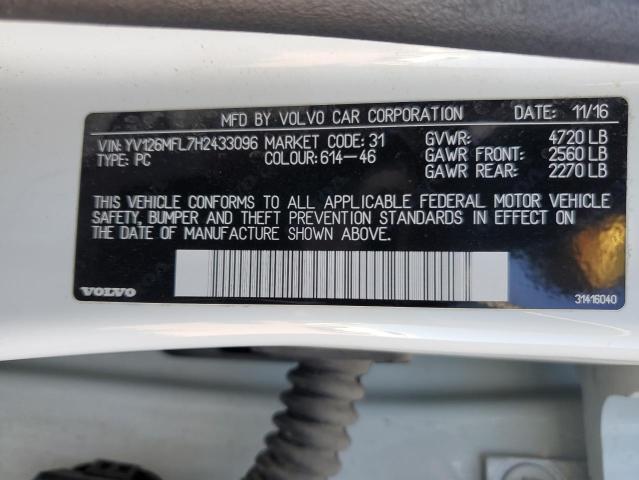 MFD BY VOLVO CAR CORPORATION DATE: 11/16
VIN: YV126MFL7H2433096 MARKET CODE: 31 GVWR: 4720 LB
TYPE: PC COLOUR: 614-46 GAWR FRONT: 2560 LB
GAWR REAR: 2270 LB
THIS VEHICLE CONFORMS TO ALL APPLICABLE FEDERAL MOTOR VEHICLE
SAFETY, BUMPER AND THEFT PREVENTION STANDARDS IN EFFECT ON
THE DATE OF MANUFACTURE SHOWN ABOVE.
VOLVO 31416040